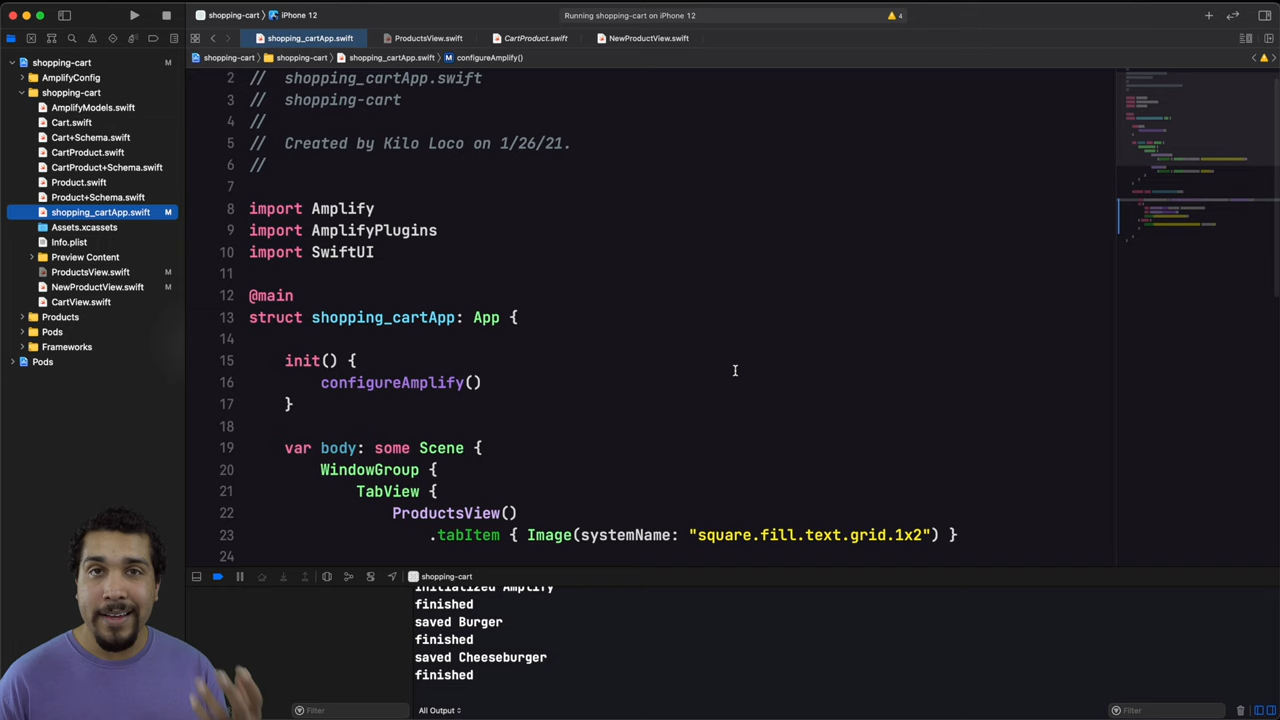 shopping-cart
iPhone 12
Running shopping-cart on iPhone 12
4
shopping_cartApp.swift
ProductsView.swift
CartProduct.swift
NewProductView.swift
shopping-cart
shopping-cart
shopping_cartApp.swift
M
configureAmplify()
shopping-cart
M
AmplifyConfig
shopping-cart
AmplifyModels.swift
Cart.swift
Cart+Schema.swift
CartProduct.swift
CartProduct+Schema.swift
Product.swift
Product+Schema.swift
shopping_cartApp.swift
M
Assets.xcassets
Info.plist
Preview Content
ProductsView.swift
M
NewProductView.swift
M
CartView.swift
Products
Pods
Frameworks
Pods
2 // shopping_cartApp.swift
3 // shopping-cart
4 //
5 // Created by Kilo Loco on 1/26/21.
6 //
7
8 import Amplify
9 import AmplifyPlugins
10 import SwiftUI
11
12 @main
13 struct shopping_cartApp: App {
14
15 init() {
16 configureAmplify()
17 }
18
19 var body: some Scene {
20 WindowGroup {
21 TabView {
22 ProductsView()
23 .tabItem { Image(systemName: "square.fill.text.grid.1x2") }
24
shopping-cart
initialized Amplify
finished
saved Burger
finished
saved Cheeseburger
finished
Filter
All Output
Filter